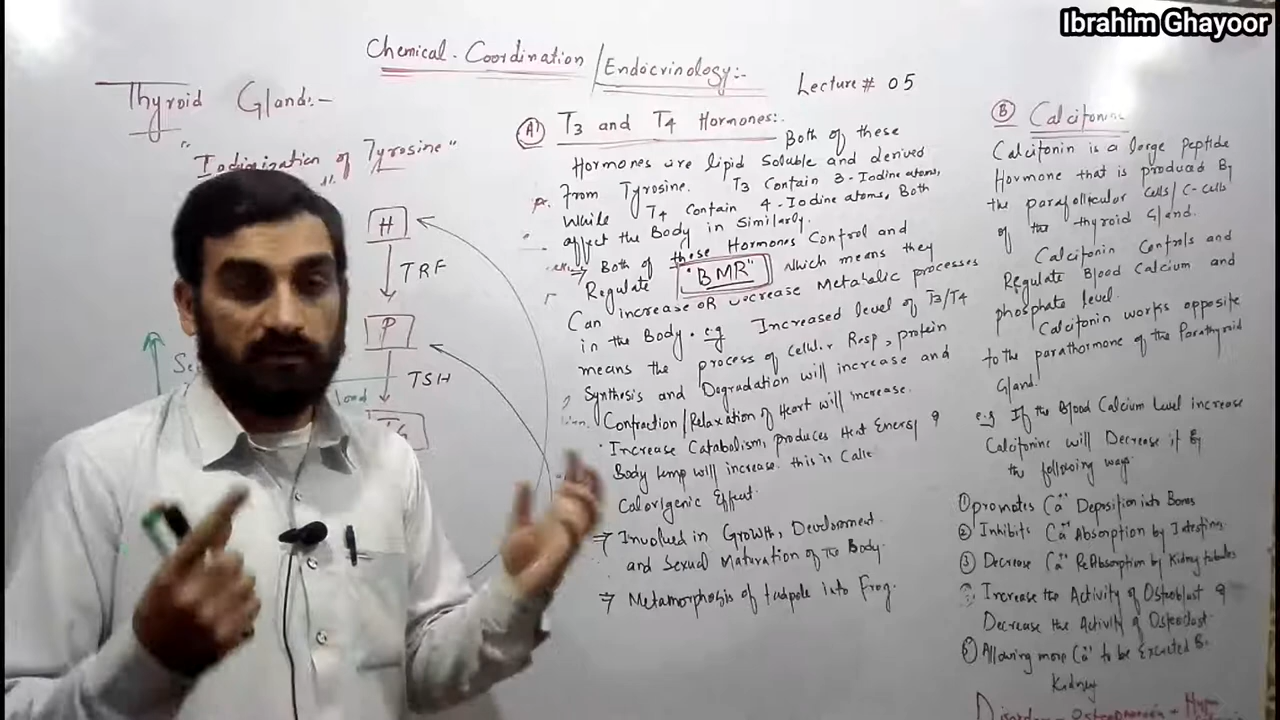 Ibrahim Ghayoor
Chemical-Coordination / Endocrinology:-
Lecture # 05
Thyroid Gland:-
"Iodinization of Tyrosine"
H
TRF
P
TSH
A) T3 and T4 Hormones:-
Both of these
Hormones are lipid Soluble and derived
From Tyrosine. T3 Contain 3-Iodine atoms,
While T4 Contain 4-Iodine atoms, Both
affect the Body in Similarly.
⇒ Both of these Hormones Control and
Regulate "BMR" Which means they
Can increase OR decrease Metabolic processes
in the Body. e.g Increased level of T3/T4
means the process of Cellular Resp, protein
Synthesis and Degradation will increase and
Contraction/Relaxation of Heart will increase.
Increase Catabolism, produces Heat Energy &
Body temp will increase. this is Calle
Calorigenic Effect.
⇒ Involved in Growth, Development.
and Sexual Maturation of the Body.
⇒ Metamorphosis of tadpole into Frog.
B Calcitonin
Calcitonin is a large Peptide
Hormone that is produced By
the parafollicular cells/C-cells
of the thyroid Gland.
Calcitonin Controls and
Regulate Blood Calcium and
phosphate level.
Calcitonin works opposite
to the parathormone of the Parathyroid
Gland.
e.g If the Blood Calcium Level increase
Calcitonine will Decrease it By
the following ways
① promotes Ca++ Deposition into Bones
② Inhibits Ca++ Absorption by Intestine.
③ Decrease Ca++ ReAbsorption by Kidney tubules
Increase the Activity of Osteoblast &
Decrease the Activity of Osteoclast.
Allowing more Ca++ to be Excreted By
Kidney